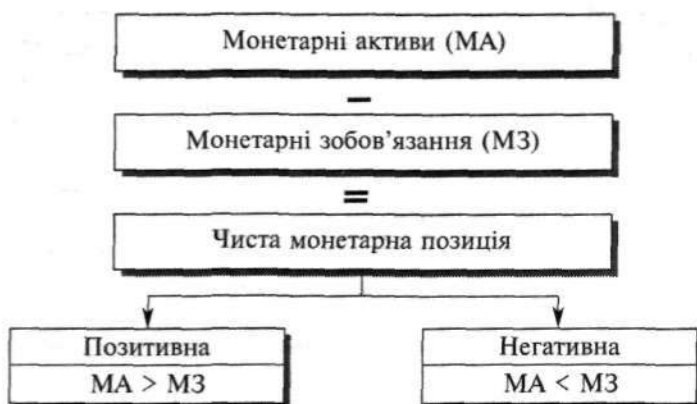 Монетарні активи (МА)
–
Монетарні зобов'язання (МЗ)
=
Чиста монетарна позиція
Позитивна
МА > МЗ
Негативна
МА < МЗ